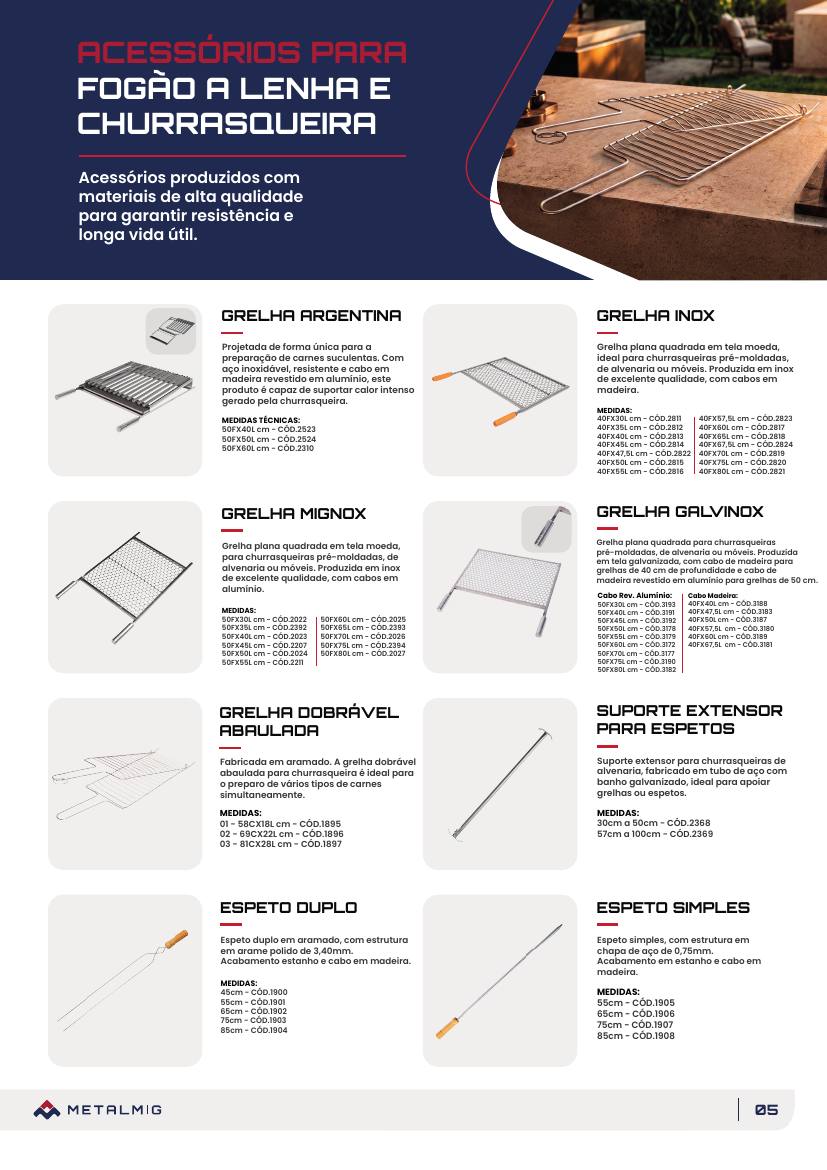 ACESSÓRIOS PARA
FOGÃO A LENHA E
CHURRASQUEIRA
Acessórios produzidos com
materiais de alta qualidade
para garantir resistência e
longa vida útil.
GRELHA ARGENTINA
Projetada de forma única para a
preparação de carnes suculentas. Com
aço inoxidável, resistente e cabo em
madeira revestido em alumínio, este
produto é capaz de suportar calor intenso
gerado pela churrasqueira.
MEDIDAS TÉCNICAS:
50FX40L cm - CÓD.2523
50FX50L cm - CÓD.2524
50FX60L cm - CÓD.2310
GRELHA INOX
Grelha plana quadrada em tela moeda,
ideal para churrasqueiras pré-moldadas,
de alvenaria ou móveis. Produzida em inox
de excelente qualidade, com cabos em
madeira.
MEDIDAS:
40FX30L cm - CÓD.2811
40FX35L cm - CÓD.2812
40FX40L cm - CÓD.2813
40FX45L cm - CÓD.2814
40FX47,5L cm - CÓD.2822
40FX50L cm - CÓD.2815
40FX55L cm - CÓD.2816
40FX57,5L cm - CÓD.2823
40FX60L cm - CÓD.2817
40FX65L cm - CÓD.2818
40FX67,5L cm - CÓD.2824
40FX70L cm - CÓD.2819
40FX75L cm - CÓD.2820
40FX80L cm - CÓD.2821
GRELHA MIGNOX
Grelha plana quadrada em tela moeda,
para churrasqueiras pré-moldadas, de
alvenaria ou móveis. Produzida em inox
de excelente qualidade, com cabos em
alumínio.
MEDIDAS:
50FX30L cm - CÓD.2022
50FX35L cm - CÓD.2392
50FX40L cm - CÓD.2023
50FX45L cm - CÓD.2207
50FX50L cm - CÓD.2024
50FX55L cm - CÓD.2211
50FX60L cm - CÓD.2025
50FX65L cm - CÓD.2393
50FX70L cm - CÓD.2026
50FX75L cm - CÓD.2394
50FX80L cm - CÓD.2027
GRELHA GALVINOX
Grelha plana quadrada para churrasqueiras
pré-moldadas, de alvenaria ou móveis. Produzida
em tela galvanizada, com cabo de madeira para
grelhas de 40 cm de profundidade e cabo de
madeira revestido em alumínio para grelhas de 50 cm.
Cabo Rev. Alumínio:
50FX30L cm - CÓD.3193
50FX40L cm - CÓD.3191
50FX45L cm - CÓD.3192
50FX50L cm - CÓD.3178
50FX55L cm - CÓD.3179
50FX60L cm - CÓD.3172
50FX70L cm - CÓD.3177
50FX75L cm - CÓD.3190
50FX80L cm - CÓD.3182
Cabo Madeira:
40FX40L cm - CÓD.3188
40FX47,5L cm - CÓD.3183
40FX50L cm - CÓD.3187
40FX57,5L cm - CÓD.3180
40FX60L cm - CÓD.3189
40FX67,5L cm - CÓD.3181
GRELHA DOBRÁVEL
ABAULADA
Fabricada em aramado. A grelha dobrável
abaulada para churrasqueira é ideal para
o preparo de vários tipos de carnes
simultaneamente.
MEDIDAS:
01 - 58CX18L cm - CÓD.1895
02 - 69CX22L cm - CÓD.1896
03 - 81CX28L cm - CÓD.1897
SUPORTE EXTENSOR
PARA ESPETOS
Suporte extensor para churrasqueiras de
alvenaria, fabricado em tubo de aço com
banho galvanizado, ideal para apoiar
grelhas ou espetos.
MEDIDAS:
30cm a 50cm - CÓD.2368
57cm a 100cm - CÓD.2369
ESPETO DUPLO
Espeto duplo em aramado, com estrutura
em arame polido de 3,40mm.
Acabamento estanho e cabo em madeira.
MEDIDAS:
45cm - CÓD.1900
55cm - CÓD.1901
65cm - CÓD.1902
75cm - CÓD.1903
85cm - CÓD.1904
ESPETO SIMPLES
Espeto simples, com estrutura em
chapa de aço de 0,75mm.
Acabamento em estanho e cabo em
madeira.
MEDIDAS:
55cm - CÓD.1905
65cm - CÓD.1906
75cm - CÓD.1907
85cm - CÓD.1908
METALMIG
05